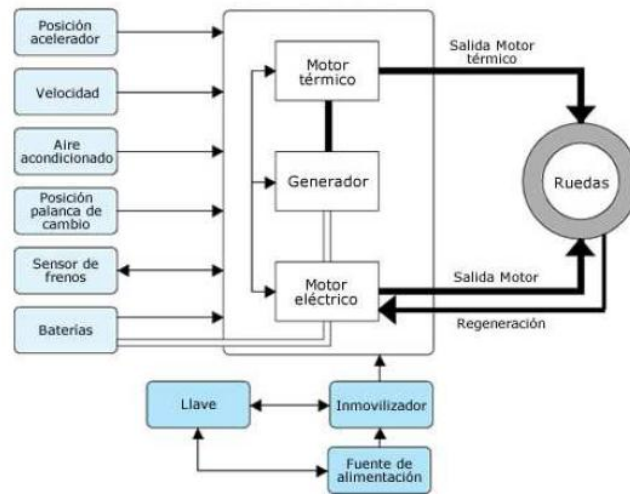 Posición
acelerador
Velocidad
Aire
acondicionado
Posición
palanca de
cambio
Sensor de
frenos
Baterías
Motor
térmico
Generador
Motor
eléctrico
Salida Motor
térmico
Ruedas
Salida Motor
Regeneración
Llave
Inmovilizador
Fuente de
alimentación